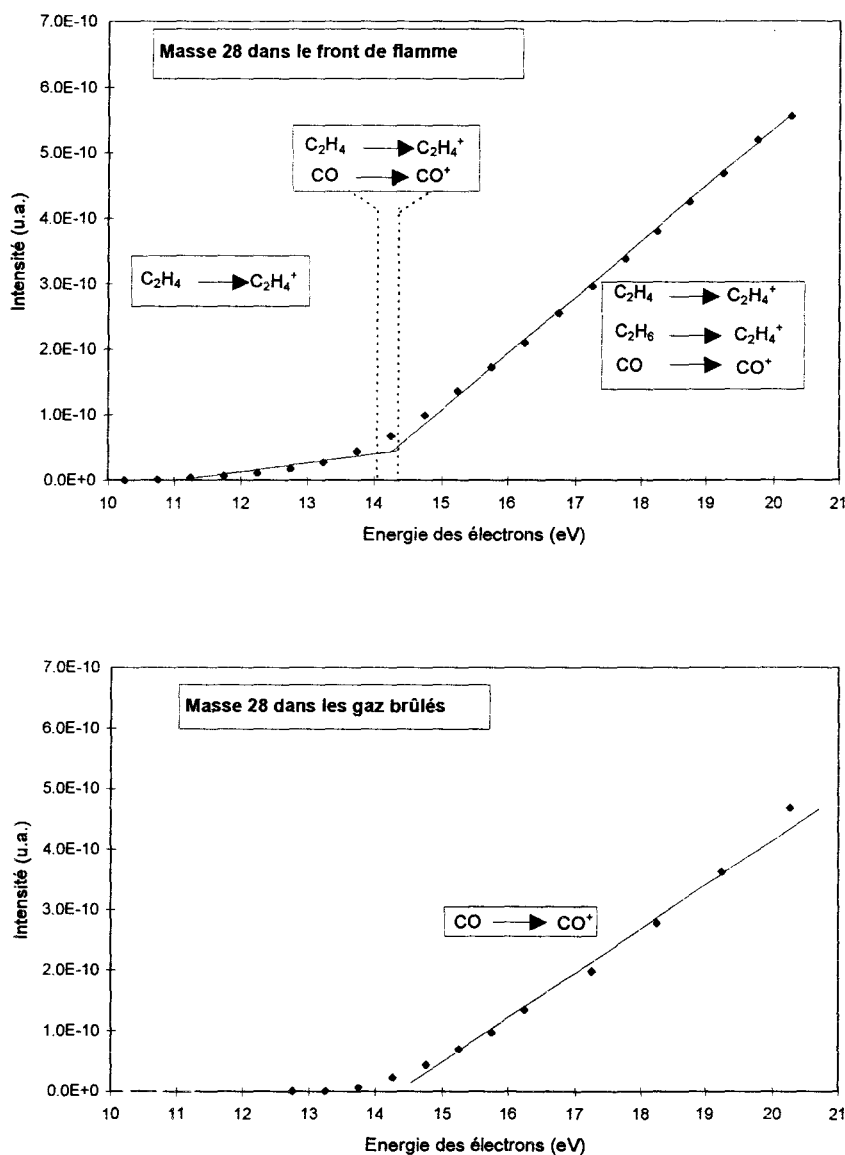 7.0E-10
Masse 28 dans le front de flamme
6.0E-10
5.0E-10
C₂H₄ → C₂H₄⁺
CO → CO⁺
4.0E-10
Intensité (u.a.)
3.0E-10
C₂H₄ → C₂H₄⁺
C₂H₄ → C₂H₄⁺
C₂H₆ → C₂H₄⁺
CO → CO⁺
2.0E-10
1.0E-10
0.0E+0
10 11 12 13 14 15 16 17 18 19 20 21
Energie des électrons (eV)
7.0E-10
Masse 28 dans les gaz brûlés
6.0E-10
5.0E-10
4.0E-10
Intensité (u.a.)
3.0E-10
CO → CO⁺
2.0E-10
1.0E-10
0.0E+0
10 11 12 13 14 15 16 17 18 19 20 21
Energie des électrons (eV)